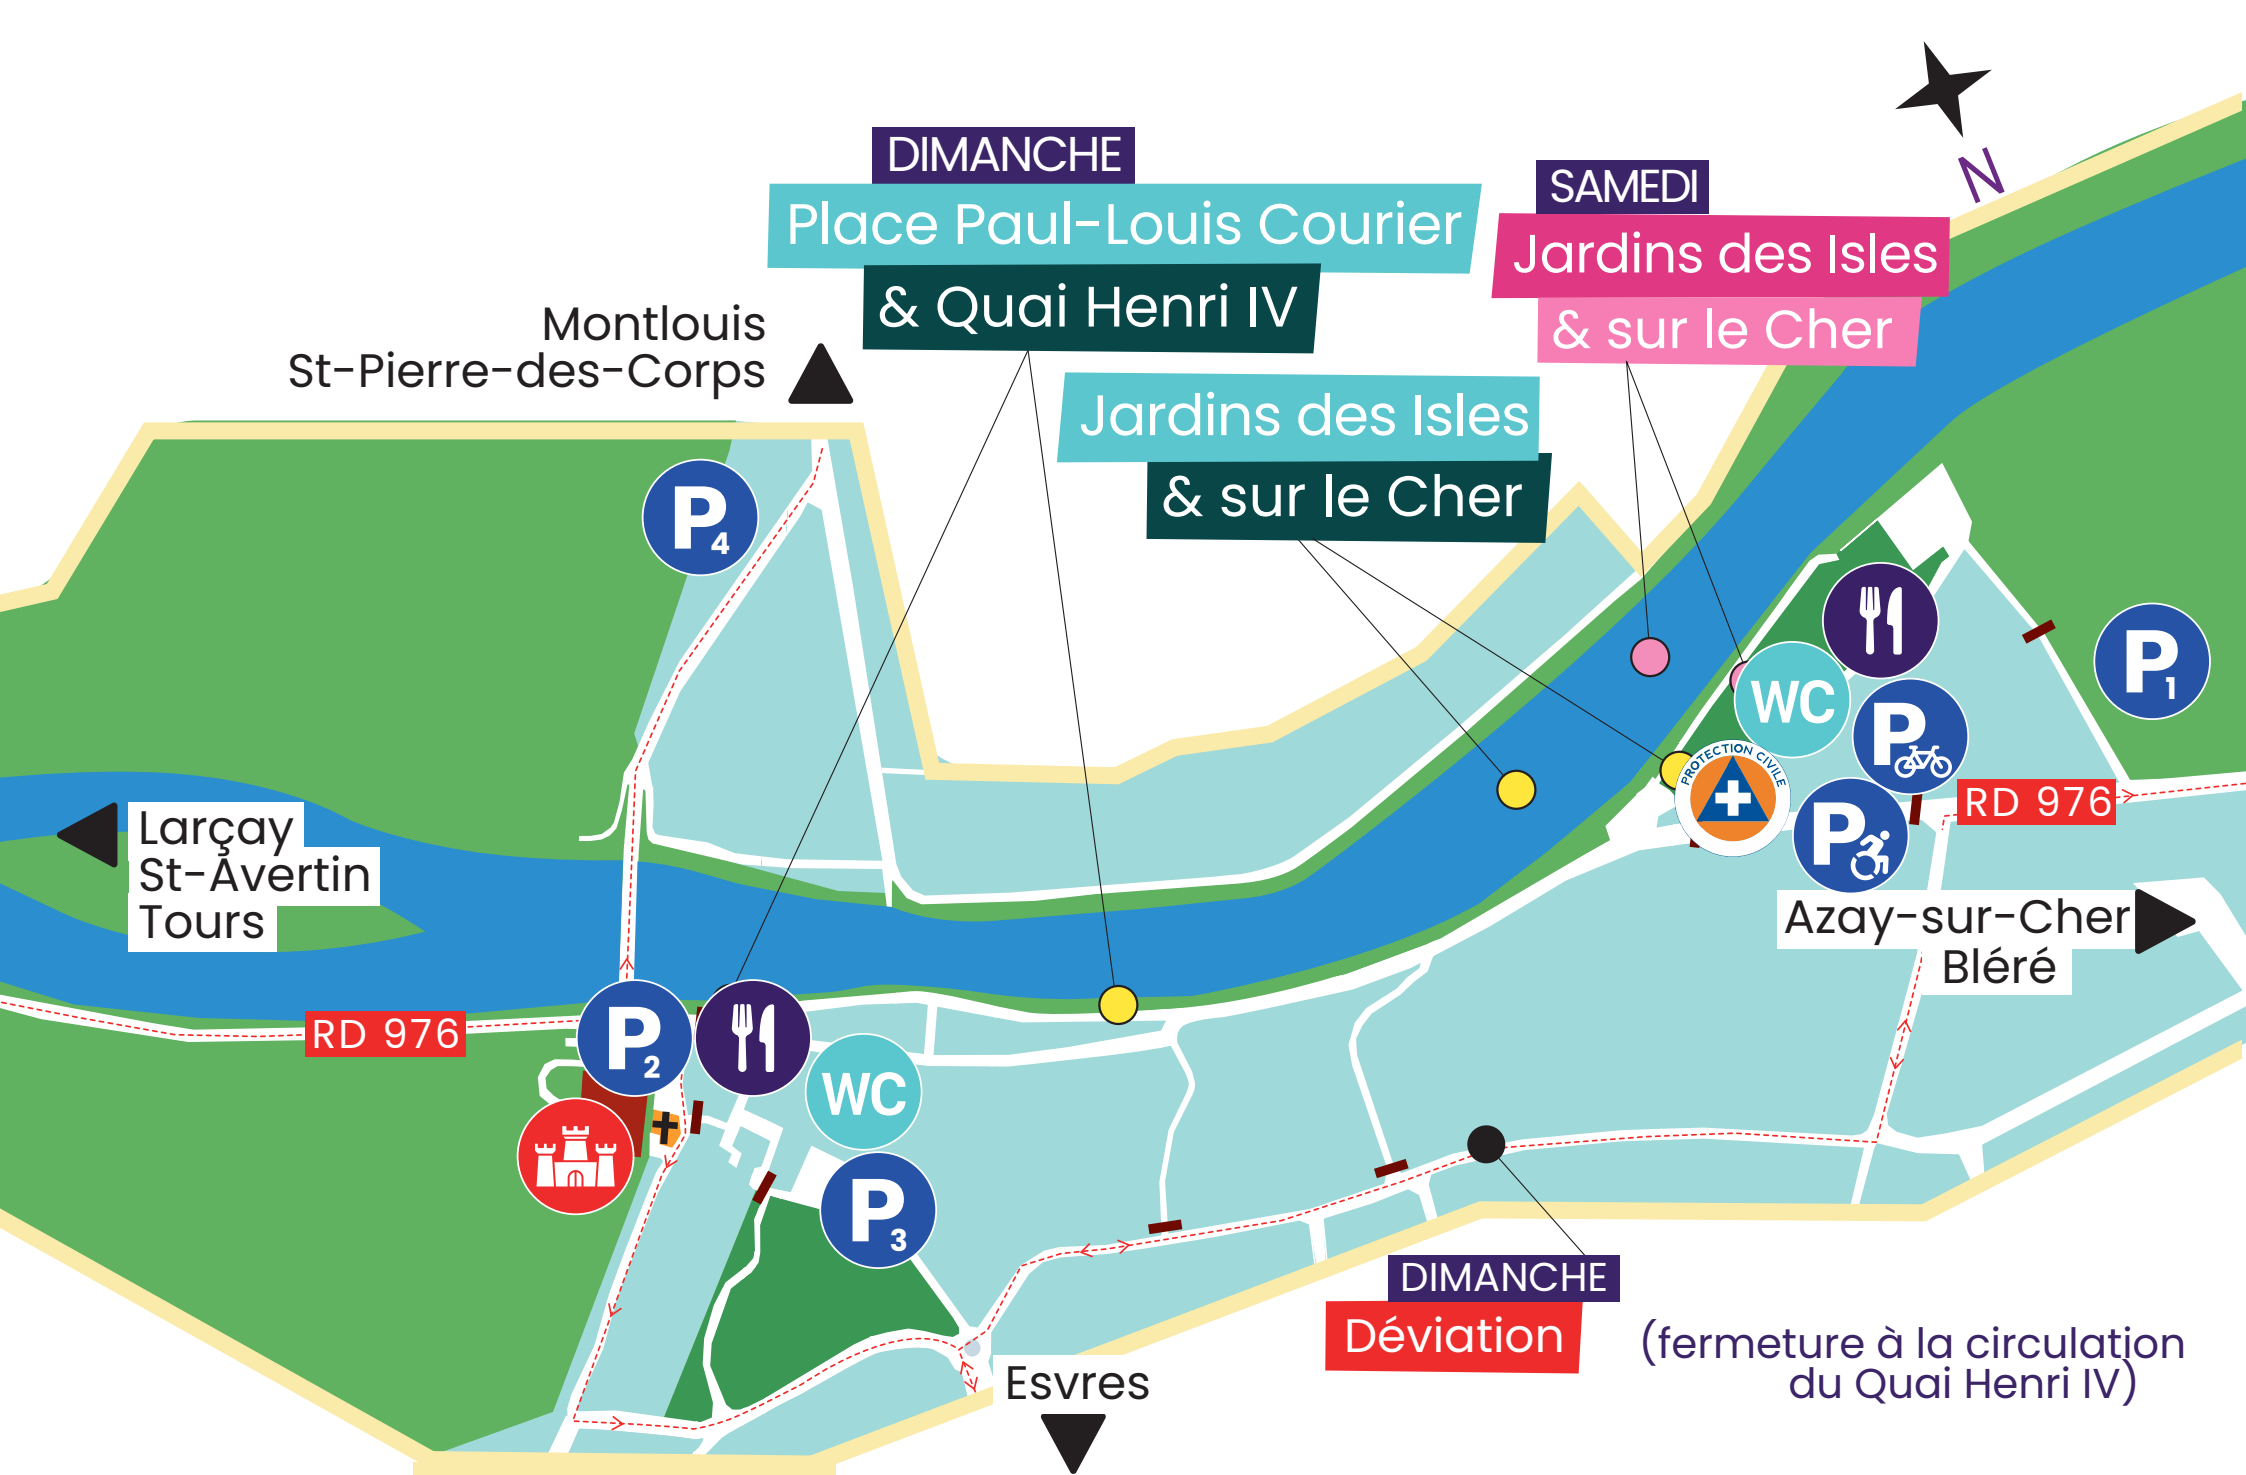 N
DIMANCHE
Place Paul-Louis Courier
& Quai Henri IV
SAMEDI
Jardins des Isles
& sur le Cher
Montlouis
St-Pierre-des-Corps
Jardins des Isles
& sur le Cher
P4
P1
WC
P
PROTECTION CIVILE
RD 976
P
Larçay
St-Avertin
Tours
Azay-sur-Cher
Bléré
RD 976
P2
WC
P3
DIMANCHE
Déviation
(fermeture à la circulation
du Quai Henri IV)
Esvres